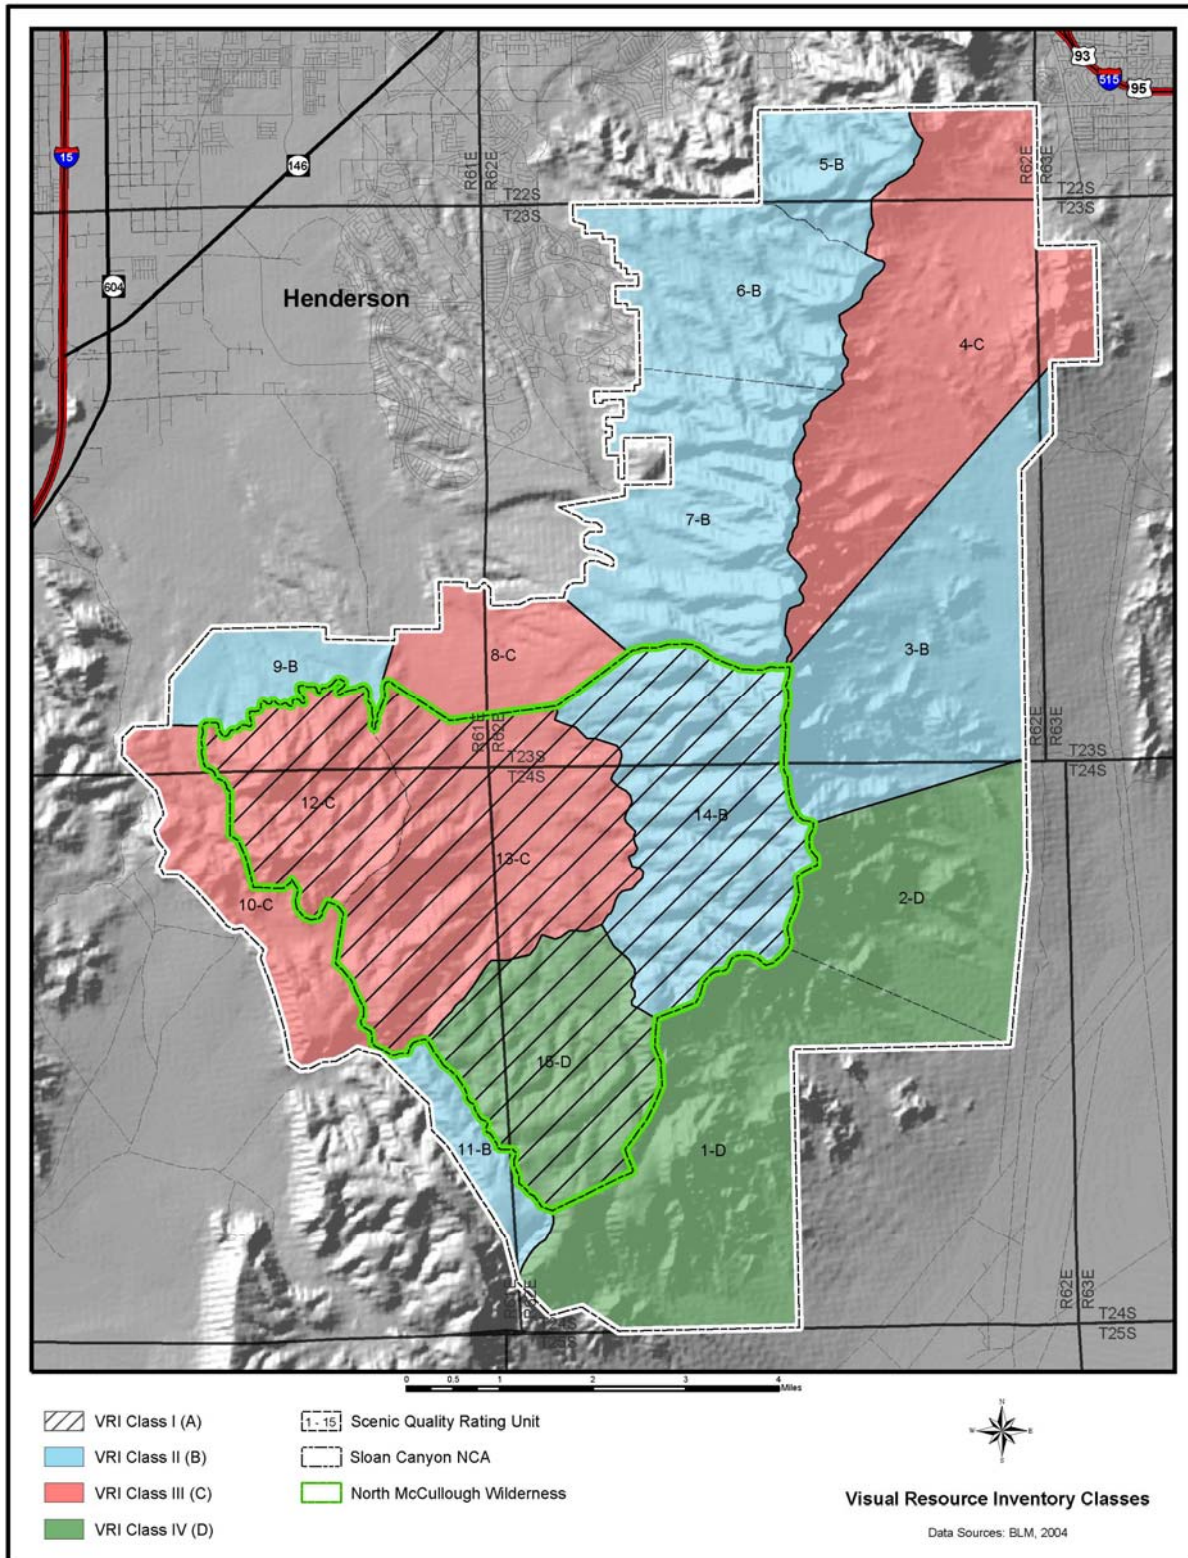 93
515
95
15
146
5-B
R61E
R62E
R62E
R63E
T22S
T23S
T22S
T23S
604
Henderson
6-B
4-C
7-B
3-B
8-C
9-B
R61E
R62E
R62E
R63E
T23S
T24S
T23S
T24S
12-C
14-B
13-C
10-C
2-D
15-D
11-B
1-D
R62E
R63E
T24S
T25S
0 0.5 1 2 3 4
Miles
VRI Class I (A)
VRI Class II (B)
VRI Class III (C)
VRI Class IV (D)
1 - 15 Scenic Quality Rating Unit
Sloan Canyon NCA
North McCullough Wilderness
N
W E
S
Visual Resource Inventory Classes
Data Sources: BLM, 2004